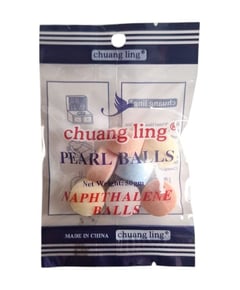 chuang ling®
chuang ling®
PEARL BALLS
Net Weight:
NAPHTHALENE
BALLS
MADE IN CHINA chuang ling®